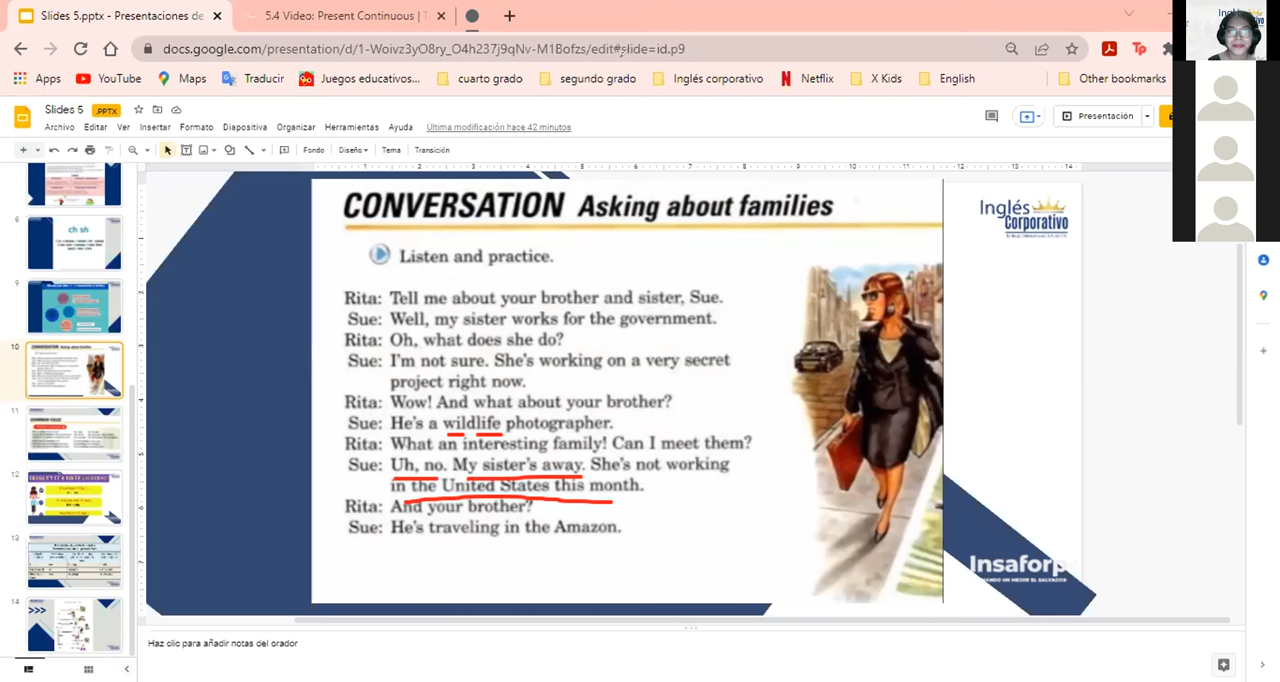 Slides 5.pptx - Presentaciones de
5.4 Video: Present Continuous | T
docs.google.com/presentation/d/1-Woivz3yO8ry_O4h237j9qNv-M1Bofzs/edit#slide=id.p9
Apps
YouTube
Maps
Traducir
Juegos educativos...
cuarto grado
segundo grado
Inglés corporativo
Netflix
X Kids
English
Other bookmarks
Slides 5
.PPTX
Archivo Editar Ver Insertar Formato Diapositiva Organizar Herramientas Ayuda
Última modificación hace 42 minutos
Presentación
Fondo Diseño Tema Transición
CONVERSATION Asking about families
Inglés
Corporativo
Listen and practice.
Rita: Tell me about your brother and sister, Sue.
Sue: Well, my sister works for the government.
Rita: Oh, what does she do?
Sue: I'm not sure. She's working on a very secret
project right now.
Rita: Wow! And what about your brother?
Sue: He's a wildlife photographer.
Rita: What an interesting family! Can I meet them?
Sue: Uh, no. My sister's away. She's not working
in the United States this month.
Rita: And your brother?
Sue: He's traveling in the Amazon.
Insaforp
ch sh
9
10
11
12
13
14
Haz clic para añadir notas del orador